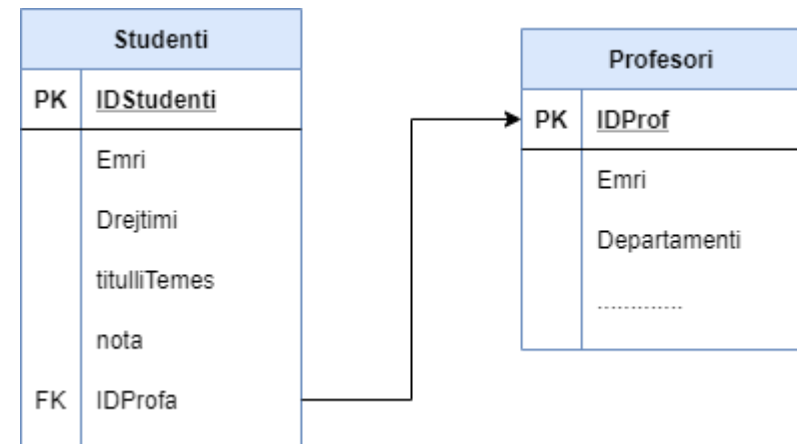 Studenti
PK IDStudenti
Emri
Drejtimi
titulliTemes
nota
FK IDProfa
Profesori
PK IDProf
Emri
Departamenti
.............